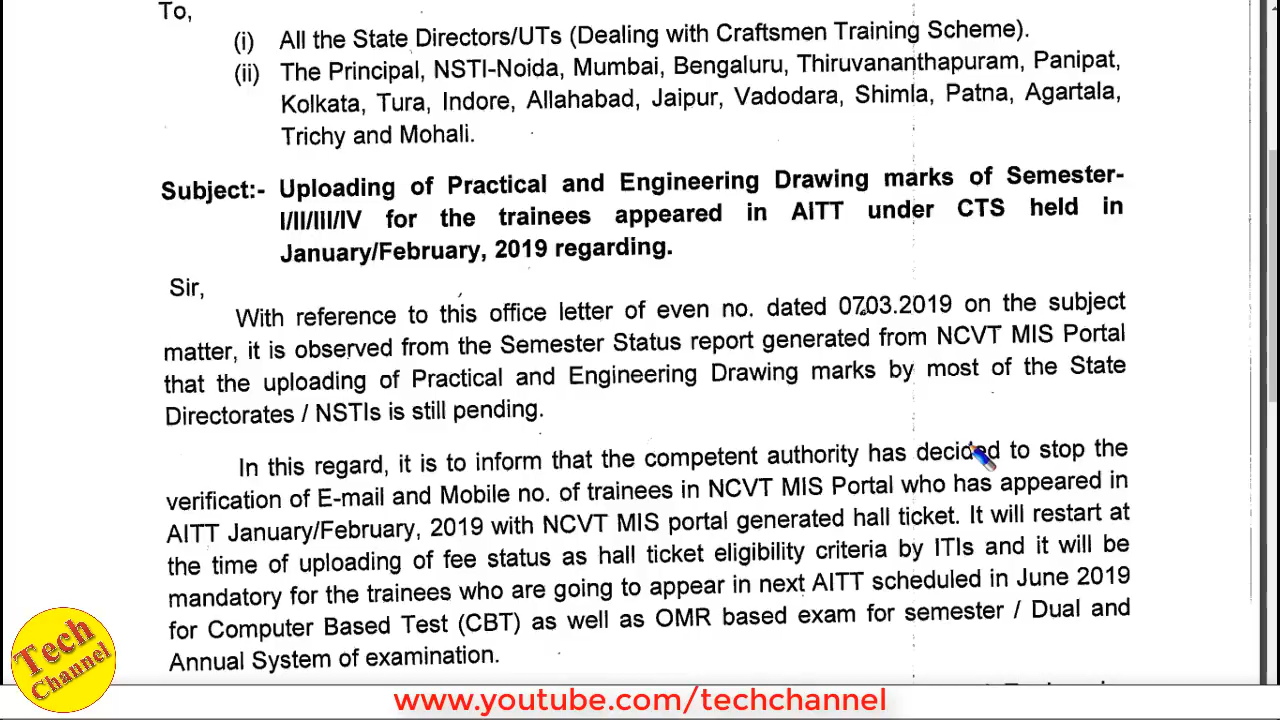 To,
(i) All the State Directors/UTs (Dealing with Craftsmen Training Scheme).
(ii) The Principal, NSTI-Noida, Mumbai, Bengaluru, Thiruvananthapuram, Panipat,
Kolkata, Tura, Indore, Allahabad, Jaipur, Vadodara, Shimla, Patna, Agartala,
Trichy and Mohali.
Subject:- Uploading of Practical and Engineering Drawing marks of Semester-
I/II/III/IV for the trainees appeared in AITT under CTS held in
January/February, 2019 regarding.
Sir,
With reference to this office letter of even no. dated 07.03.2019 on the subject
matter, it is observed from the Semester Status report generated from NCVT MIS Portal
that the uploading of Practical and Engineering Drawing marks by most of the State
Directorates / NSTIs is still pending.
In this regard, it is to inform that the competent authority has decided to stop the
verification of E-mail and Mobile no. of trainees in NCVT MIS Portal who has appeared in
AITT January/February, 2019 with NCVT MIS portal generated hall ticket. It will restart at
the time of uploading of fee status as hall ticket eligibility criteria by ITIs and it will be
mandatory for the trainees who are going to appear in next AITT scheduled in June 2019
for Computer Based Test (CBT) as well as OMR based exam for semester / Dual and
Annual System of examination.
Tech
Channel
www.youtube.com/techchannel